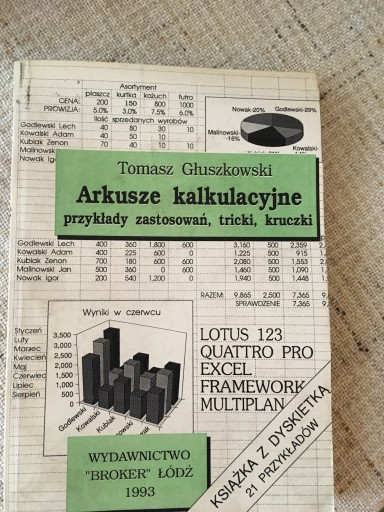 Asortyment
płaszcz kurtka kożuch futro
CENA: 200 150 800 1000
PROWIZJA: 5.0% 3.0% 7.5% 6.0%
Ilość sprzedanych wyrobów
Godlewski Lech 40 80 30 10
Kowalski Adam 40 50 10
Kubiak Zenon 70 40 10 10
Malinowski
Nowak
Nowak-20% Godlewski-29%
Malinowski-
-16%
Kowalski-
Tomasz Głuszkowski
Arkusze kalkulacyjne
przykłady zastosowań, tricki, kruczki
Godlewski Lech 400 360 1,800 600 3,160 500 2,359
Kowalski Adam 400 225 600 0 1,225 500 915
Kubiak Zenon 700 180 600 600 2,080 500 1,553
Malinowski Jan 500 360 0 600 1,460 500 1,090
Nowak Igor 200 540 1,200 0 1,940 500 1,448
RAZEM: 9,865 2,500 7,365
SPRAWDZENIE 7,365
Wyniki w czerwcu
3,500
3,000
2,500
2,000
1,500
1,000
500
0
Godlewski
Kowalski
Kubiak
Styczeń
Luty
Marzec
Kwiecień
Maj
Czerwiec
Lipiec
Sierpień
LOTUS 123
QUATTRO PRO
EXCEL
FRAMEWORK
MULTIPLAN
KSIĄŻKA Z DYSKIETKĄ
21 PRZYKŁADÓW
WYDAWNICTWO
"BROKER" ŁÓDŹ
1993